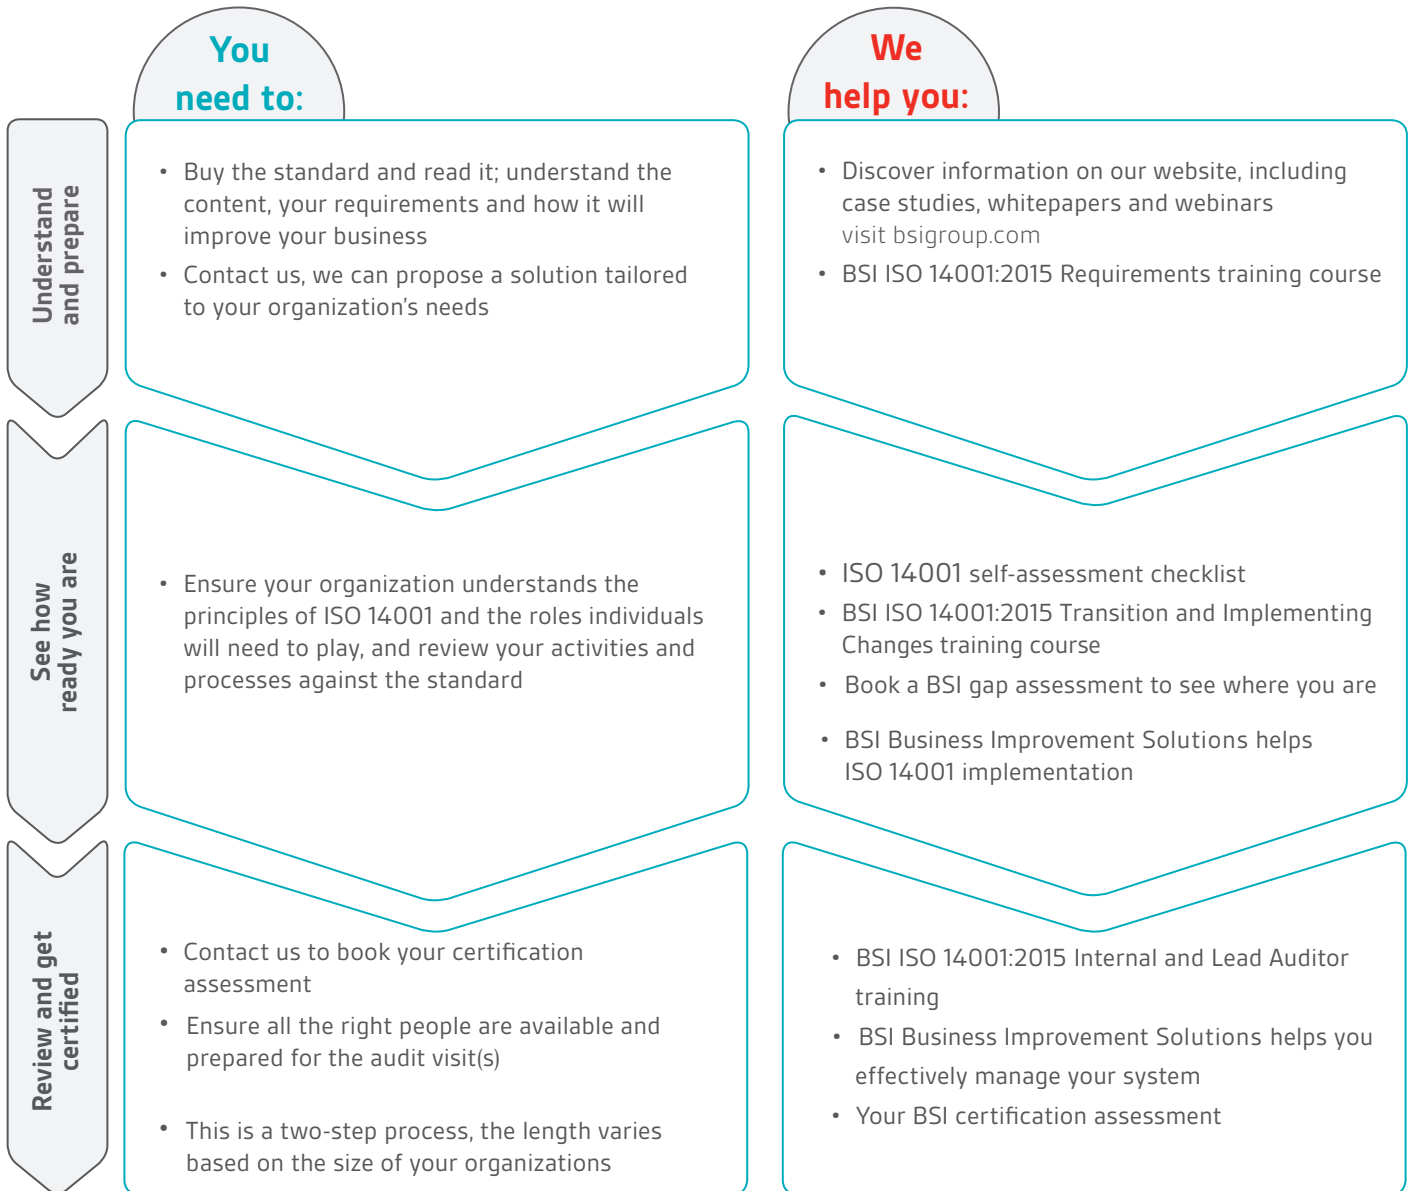 You
need to:
We
help you:
Understand
and prepare
• Buy the standard and read it; understand the
content, your requirements and how it will
improve your business
• Contact us, we can propose a solution tailored
to your organization's needs
• Discover information on our website, including
case studies, whitepapers and webinars
visit bsigroup.com
• BSI ISO 14001:2015 Requirements training course
See how
ready you are
• Ensure your organization understands the
principles of ISO 14001 and the roles individuals
will need to play, and review your activities and
processes against the standard
• ISO 14001 self-assessment checklist
• BSI ISO 14001:2015 Transition and Implementing
Changes training course
• Book a BSI gap assessment to see where you are
• BSI Business Improvement Solutions helps
ISO 14001 implementation
Review and get
certified
• Contact us to book your certification
assessment
• Ensure all the right people are available and
prepared for the audit visit(s)
• This is a two-step process, the length varies
based on the size of your organizations
• BSI ISO 14001:2015 Internal and Lead Auditor
training
• BSI Business Improvement Solutions helps you
effectively manage your system
• Your BSI certification assessment